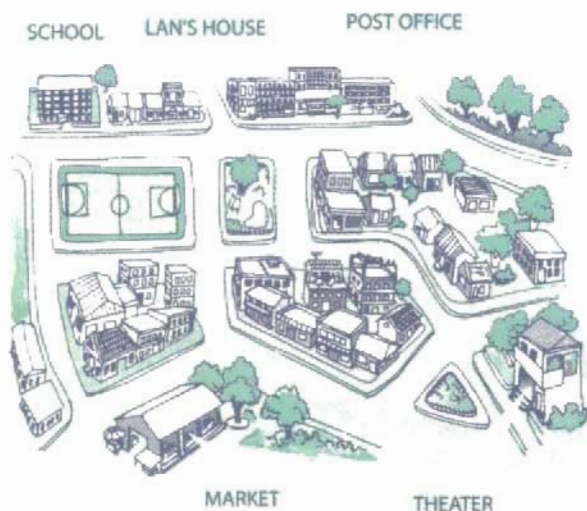 SCHOOL
LAN'S HOUSE
POST OFFICE
MARKET
THEATER